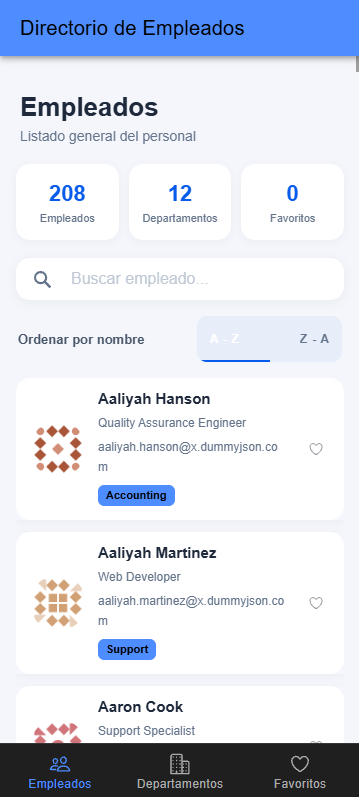 Directorio de Empleados
Empleados
Listado general del personal
208 12 0
Empleados Departamentos Favoritos
Buscar empleado...
Ordenar por nombre A - Z Z - A
Aaliyah Hanson
Quality Assurance Engineer
aaliyah.hanson@x.dummyjson.co
m
Accounting
Aaliyah Martinez
Web Developer
aaliyah.martinez@x.dummyjson.co
m
Support
Aaron Cook
Support Specialist
Empleados Departamentos Favoritos